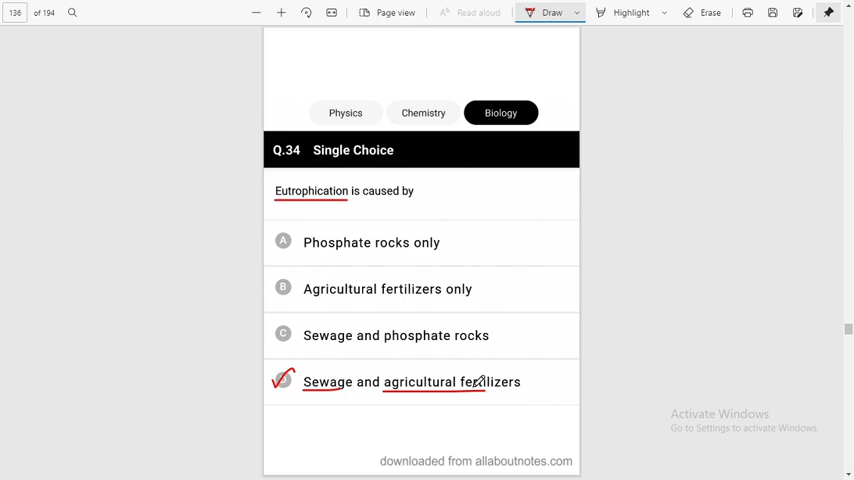 136 of 194 Page view Read aloud Draw Highlight Erase
Physics Chemistry Biology
Q.34 Single Choice
Eutrophication is caused by
A Phosphate rocks only
B Agricultural fertilizers only
C Sewage and phosphate rocks
Sewage and agricultural fertilizers
Activate Windows
Go to Settings to activate Windows.
downloaded from allaboutnotes.com